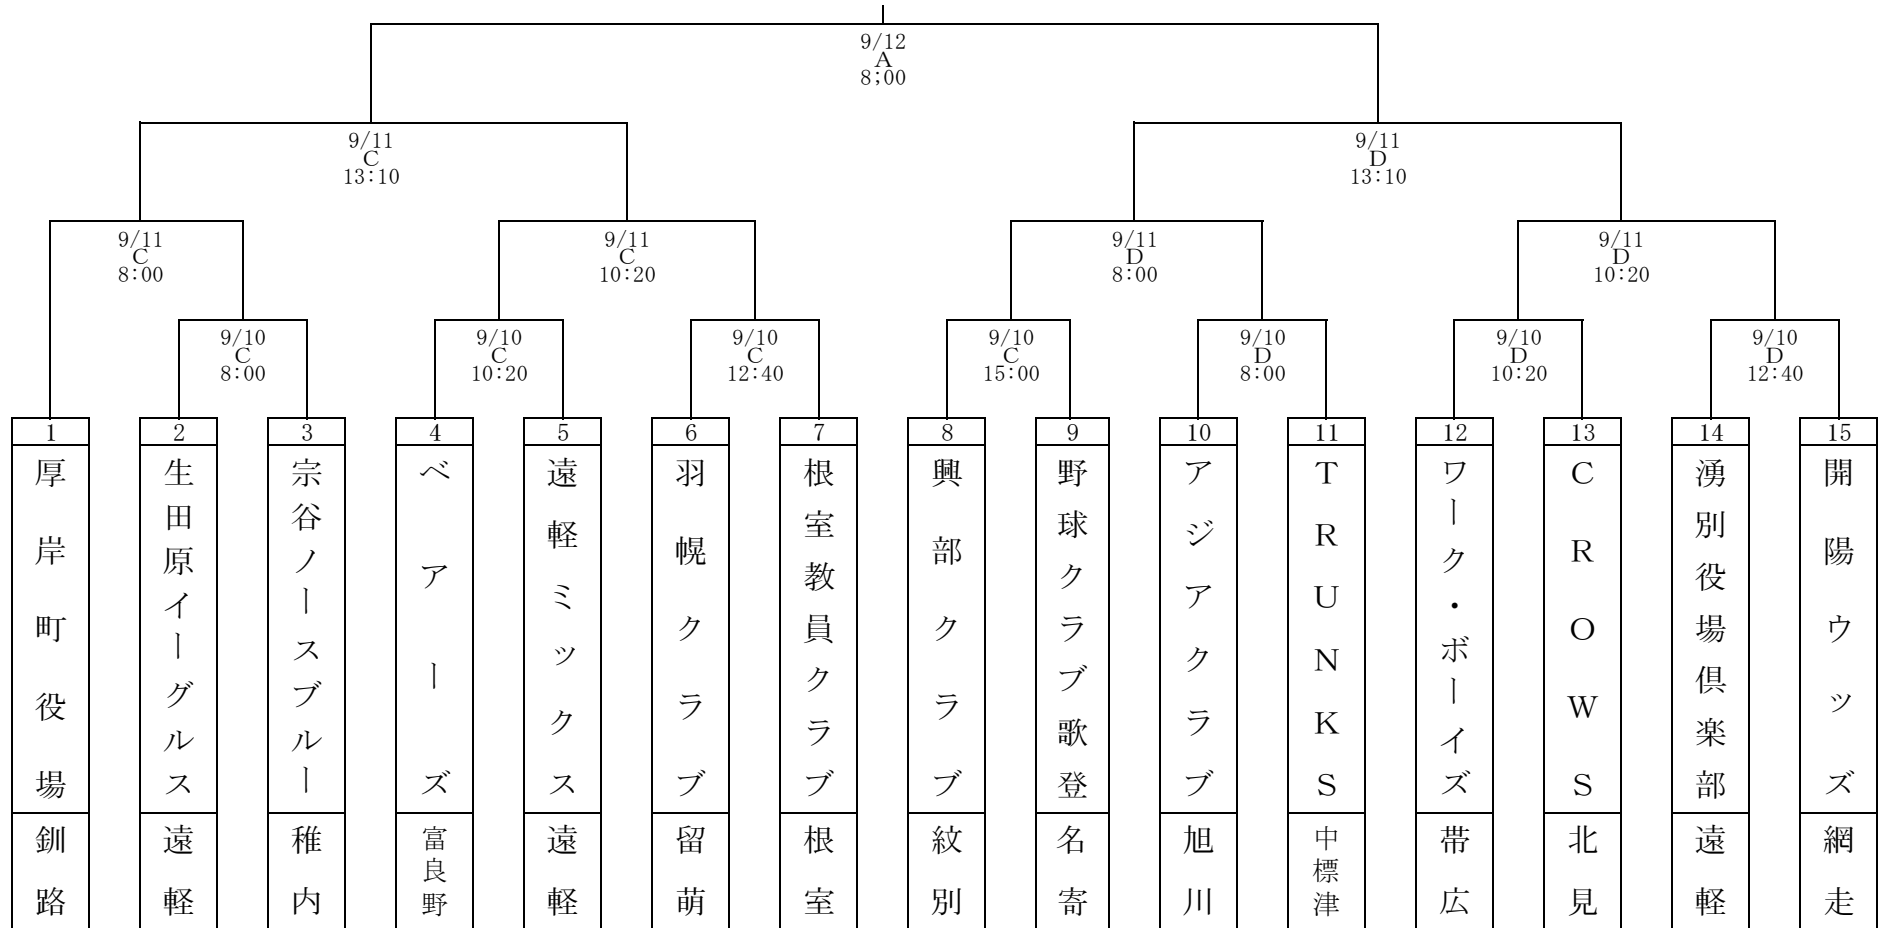 9/12
A
8;00
9/11
C
13:10
9/11
D
13:10
9/11
C
8:00
9/11
C
10:20
9/11
D
8:00
9/11
D
10:20
9/10
C
8:00
9/10
C
10:20
9/10
C
12:40
9/10
C
15:00
9/10
D
8:00
9/10
D
10:20
9/10
D
12:40
1
厚岸町役場
釧路
2
生田原イーグルス
遠軽
3
宗谷ノースブルー
稚内
4
ベアーズ
富良野
5
遠軽ミックス
遠軽
6
羽幌クラブ
留萌
7
根室教員クラブ
根室
8
興部クラブ
紋別
9
野球クラブ歌登
名寄
10
アジアクラブ
旭川
11
TRUNKS
中標津
12
ワーク・ボーイズ
帯広
13
CROWS
北見
14
湧別役場倶楽部
遠軽
15
開陽ウッズ
網走